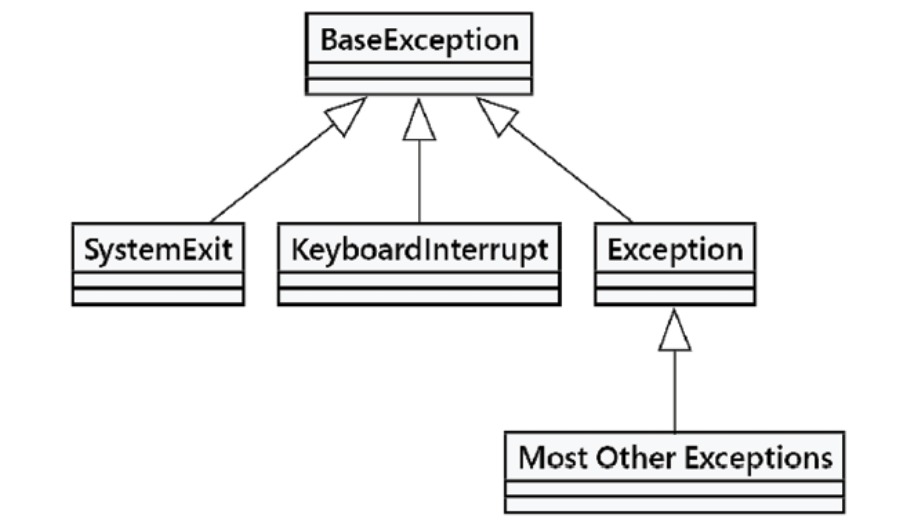 BaseException
SystemExit
KeyboardInterrupt
Exception
Most Other Exceptions